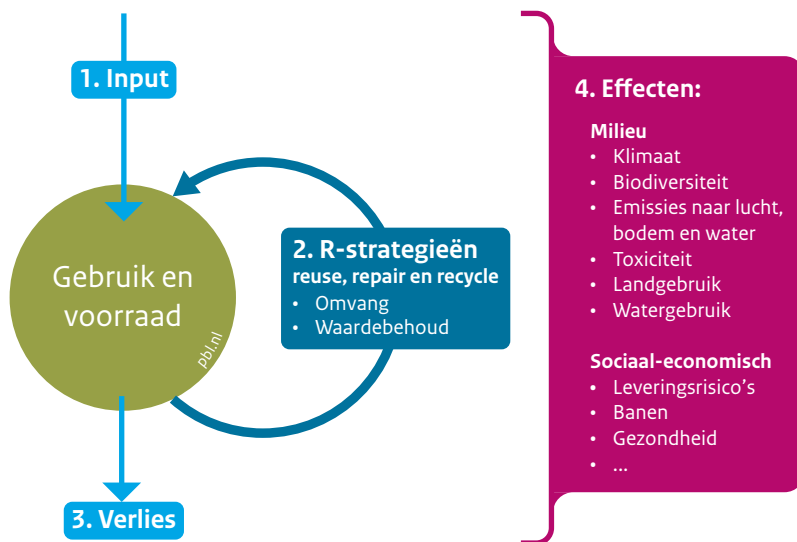 1. Input
Gebruik en
voorraad
pbl.nl
2. R-strategieën
reuse, repair en recycle
• Omvang
• Waardebehoud
3. Verlies
4. Effecten:
Milieu
• Klimaat
• Biodiversiteit
• Emissies naar lucht,
bodem en water
• Toxiciteit
• Landgebruik
• Watergebruik
Sociaal-economisch
• Leveringsrisico's
• Banen
• Gezondheid
• ...